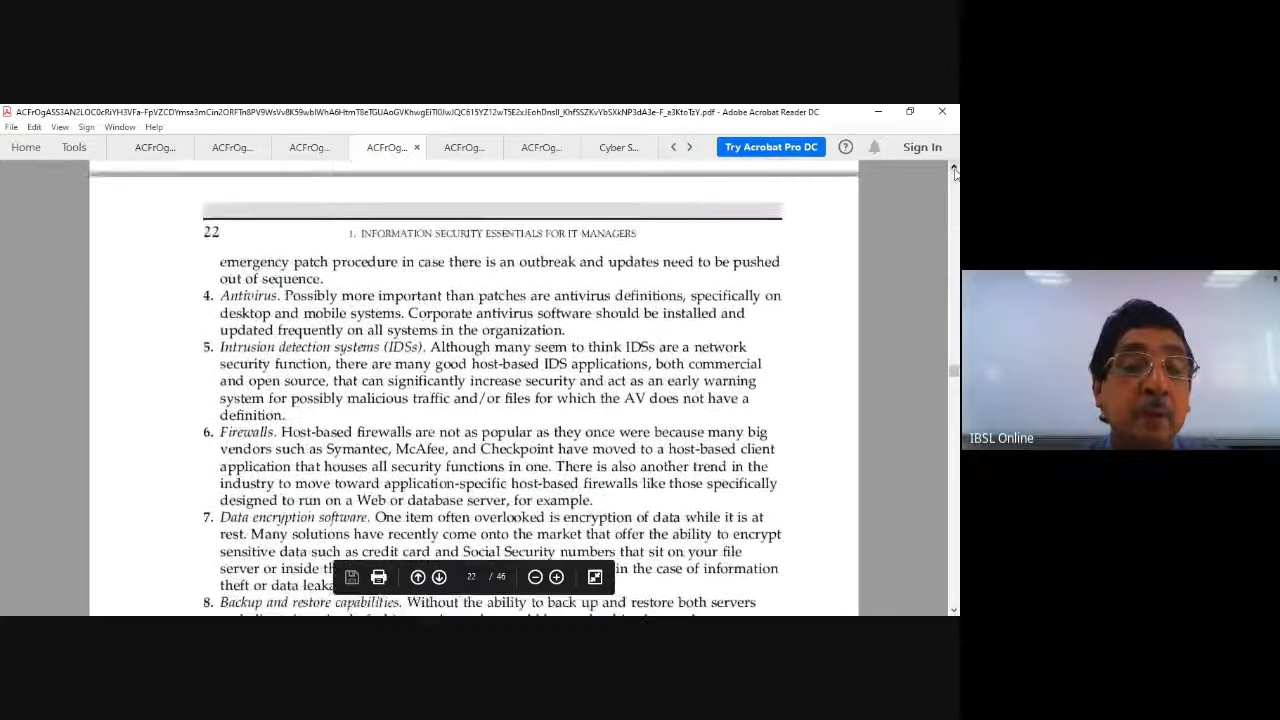 - Adobe Acrobat Reader DC
File Edit View Sign Window Help
Home Tools ACFrOg... ACFrOg... ACFrOg... ACFrOg... × ACFrOg... ACFrOg... Cyber S... Try Acrobat Pro DC Sign In
22 1. INFORMATION SECURITY ESSENTIALS FOR IT MANAGERS
emergency patch procedure in case there is an outbreak and updates need to be pushed
out of sequence.
4. Antivirus. Possibly more important than patches are antivirus definitions, specifically on
desktop and mobile systems. Corporate antivirus software should be installed and
updated frequently on all systems in the organization.
5. Intrusion detection systems (IDSs). Although many seem to think IDSs are a network
security function, there are many good host-based IDS applications, both commercial
and open source, that can significantly increase security and act as an early warning
system for possibly malicious traffic and/or files for which the AV does not have a
definition.
6. Firewalls. Host-based firewalls are not as popular as they once were because many big
vendors such as Symantec, McAfee, and Checkpoint have moved to a host-based client
application that houses all security functions in one. There is also another trend in the
industry to move toward application-specific host-based firewalls like those specifically
designed to run on a Web or database server, for example.
7. Data encryption software. One item often overlooked is encryption of data while it is at
rest. Many solutions have recently come onto the market that offer the ability to encrypt
sensitive data such as credit card and Social Security numbers that sit on your file
server or inside th in the case of information
theft or data leaka
22 / 46
8. Backup and restore capabilities. Without the ability to back up and restore both servers
IBSL Online